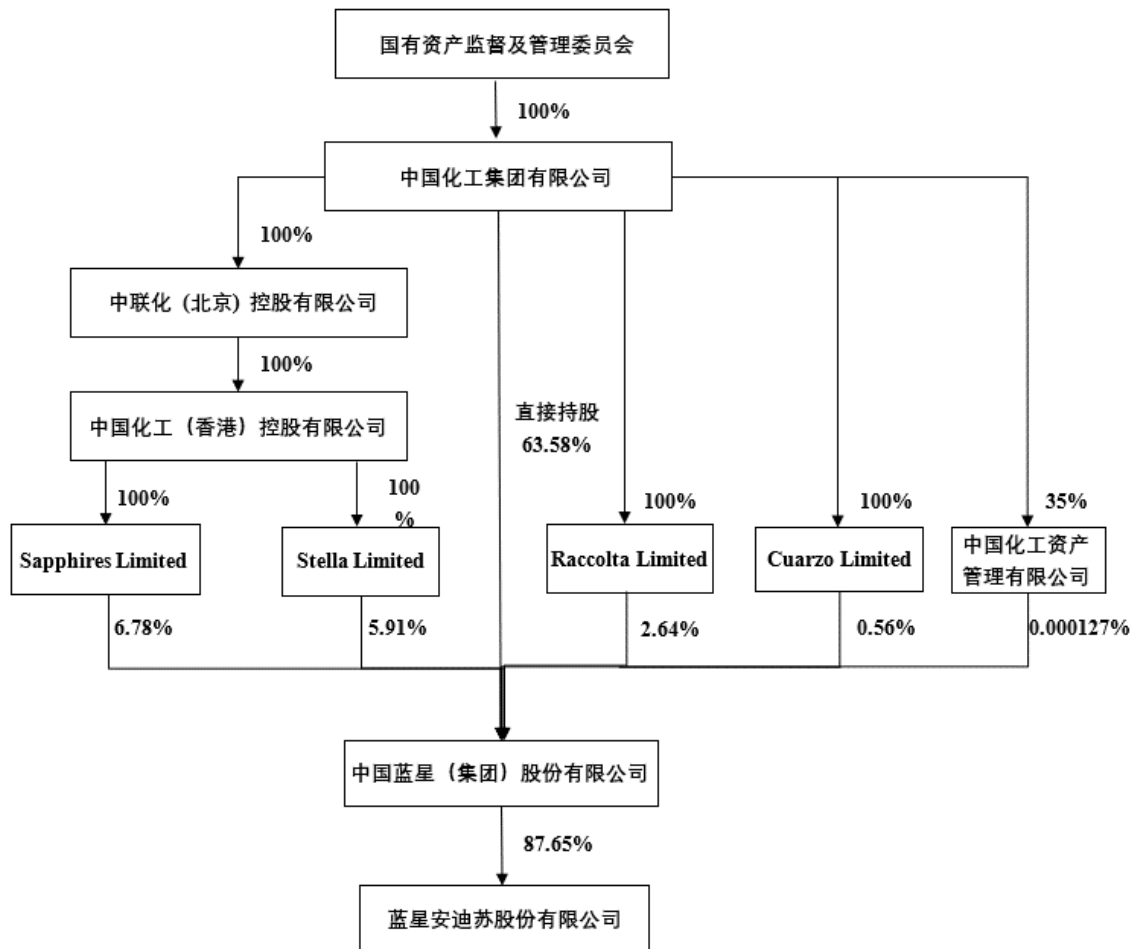 国有资产监督及管理委员会
100%
中国化工集团有限公司
100%
中联化 (北京) 控股有限公司
100%
中国化工（香港）控股有限公司
直接持股
63.58%
100%
100
%
100%
100%
35%
Sapphires Limited
Stella Limited
Raccolta Limited
Cuarzo Limited
中国化工资产
管理有限公司
6.78%
5.91%
2.64%
0.56%
0.000127%
中国蓝星（集团）股份有限公司
87.65%
蓝星安迪苏股份有限公司